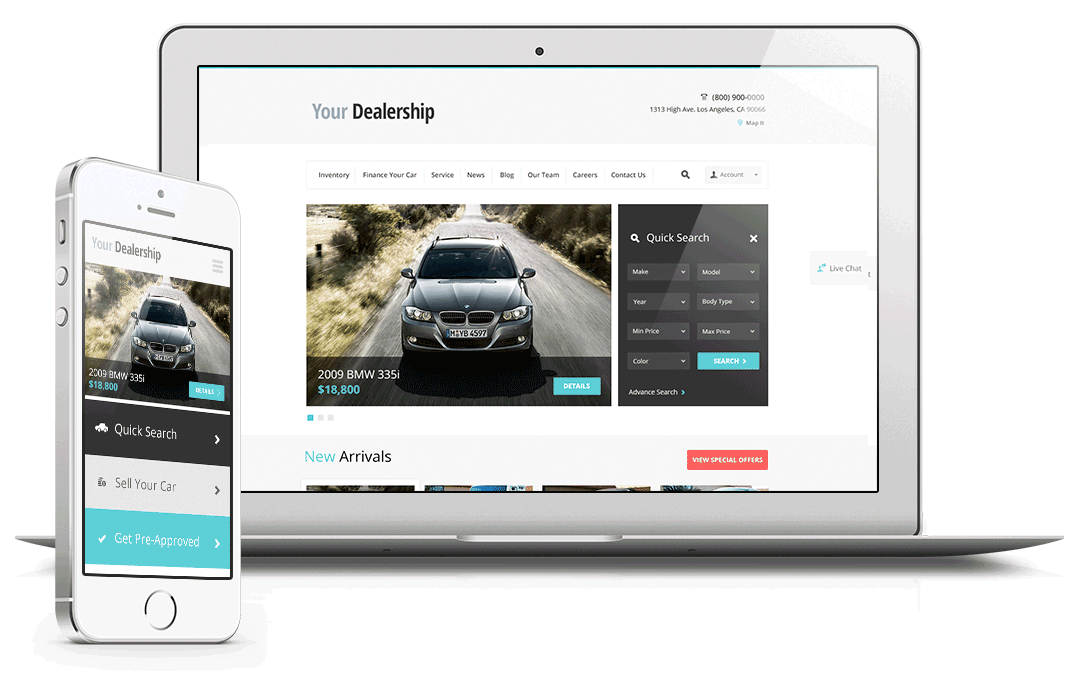 Your Dealership
(800) 900-0000
1313 High Ave. Los Angeles, CA 90066
Map It
Inventory Finance Your Car Service News Blog Our Team Careers Contact Us Account
Quick Search
Make Model
Year Body Type
Min Price Max Price
Color SEARCH
Advance Search
2009 BMW 335i
$18,800
DETAILS
Live Chat
t
New Arrivals
VIEW SPECIAL OFFERS
Your Dealership
2009 BMW 335i
$18,800
DETAILS
Quick Search
Sell Your Car
Get Pre-Approved